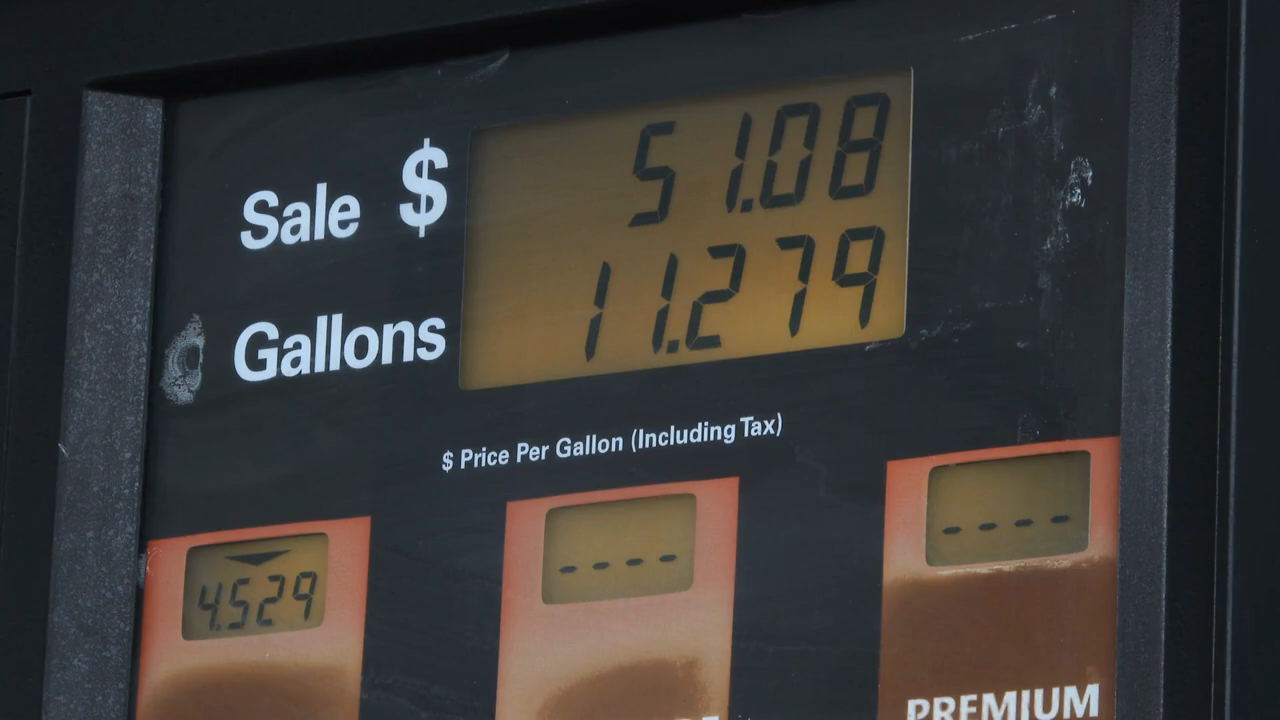 Sale $ 51.08
Gallons 11.279
$ Price Per Gallon (Including Tax)
4.529
----
----
PREMIUM